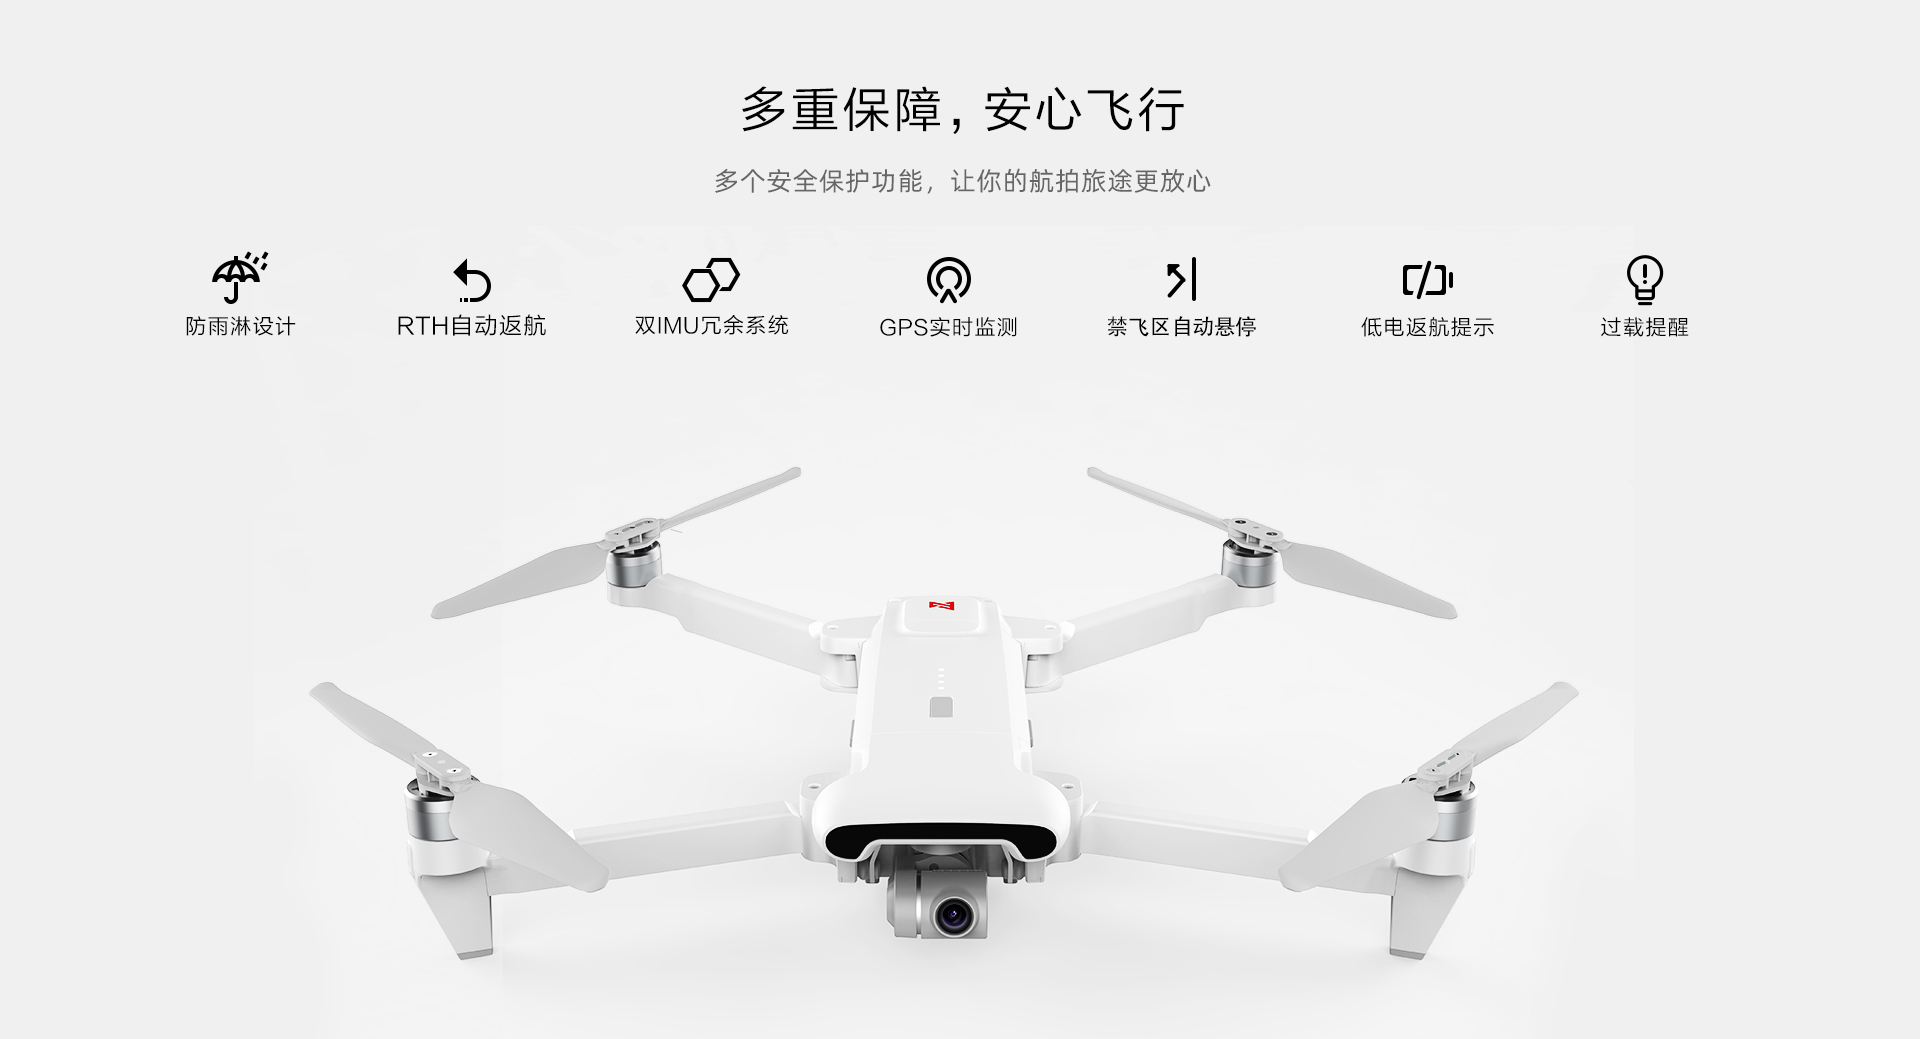 多重保障，安心飞行
多个安全保护功能，让你的航拍旅途更放心
防雨淋设计
RTH自动返航
双IMU冗余系统
GPS实时监测
禁飞区自动悬停
低电返航提示
过载提醒